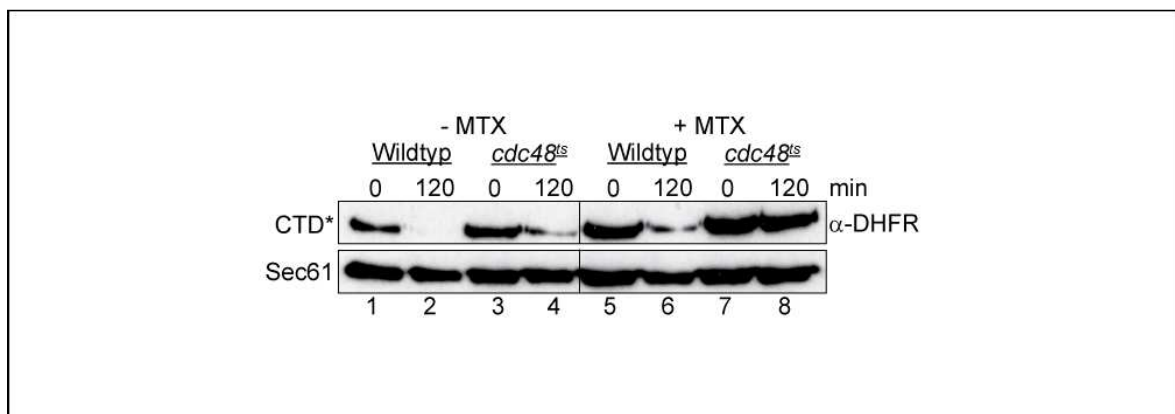 - MTX + MTX
Wildtyp cdc48ts Wildtyp cdc48ts
0 120 0 120 0 120 0 120 min
CTD* α-DHFR
Sec61
1 2 3 4 5 6 7 8